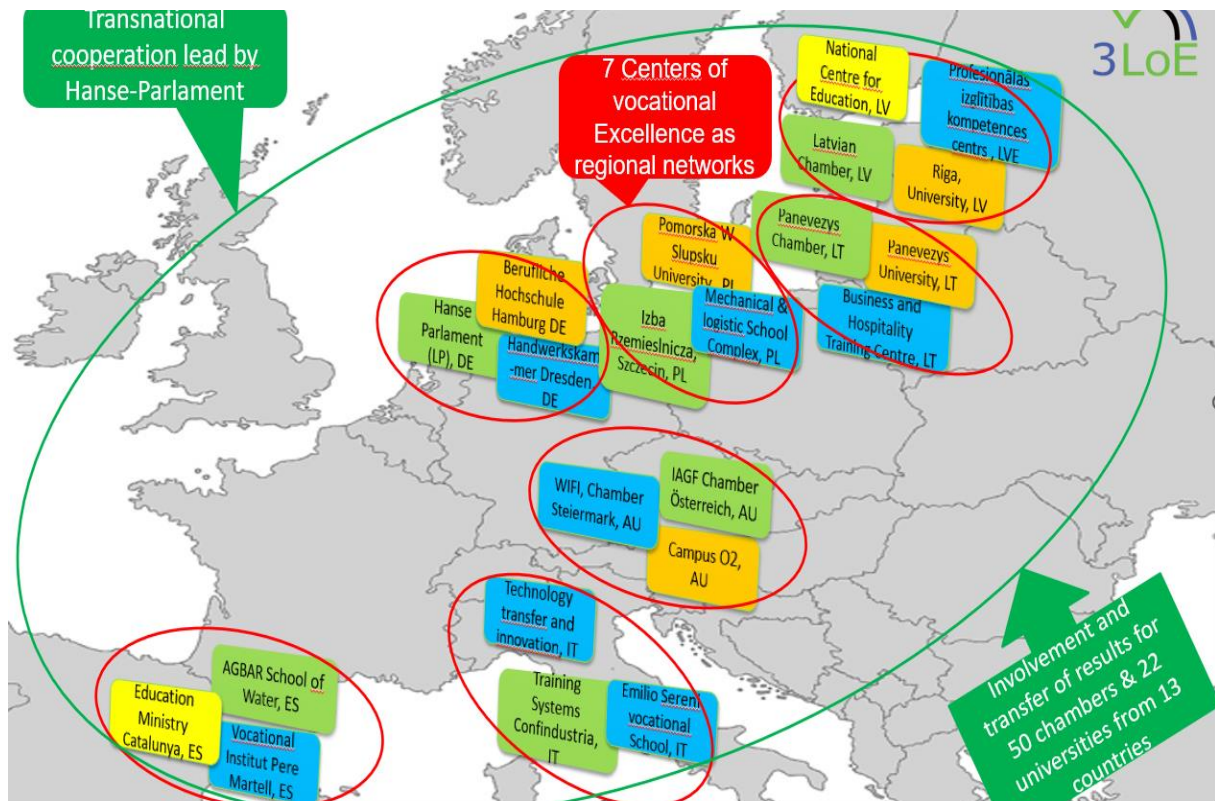 Transnational
cooperation lead by
Hanse-Parlament
7 Centers of
vocational
Excellence as
regional networks
3LoE
National
Centre for
Education, LV
Profesionālas
izglītības
kompetences
centrs , LVE
Latvian
Chamber, LV
Riga,
University, LV
Panevezys
Chamber, LT
Panevezys
University, LT
Business and
Hospitality
Training Centre, LT
Pomorska W
Slupsku
University, PL
Mechanical &
logistic School
Complex, PL
Izba
Rzemieslnicza,
Szczecin, PL
Berufliche
Hochschule
Hamburg DE
Hanse
Parlament
(LP), DE
Handwerkskam
-mer Dresden,
DE
WIFI, Chamber
Steiermark, AU
IAGF Chamber
Österreich, AU
Campus O2,
AU
Technology
transfer and
innovation, IT
Training
Systems
Confindustria,
IT
Emilio Sereni
vocational
School, IT
AGBAR School of
Water, ES
Education
Ministry
Catalunya, ES
Vocational
Institut Pere
Martell, ES
Involvement and
transfer of results for
50 chambers & 22
universities from 13
countries